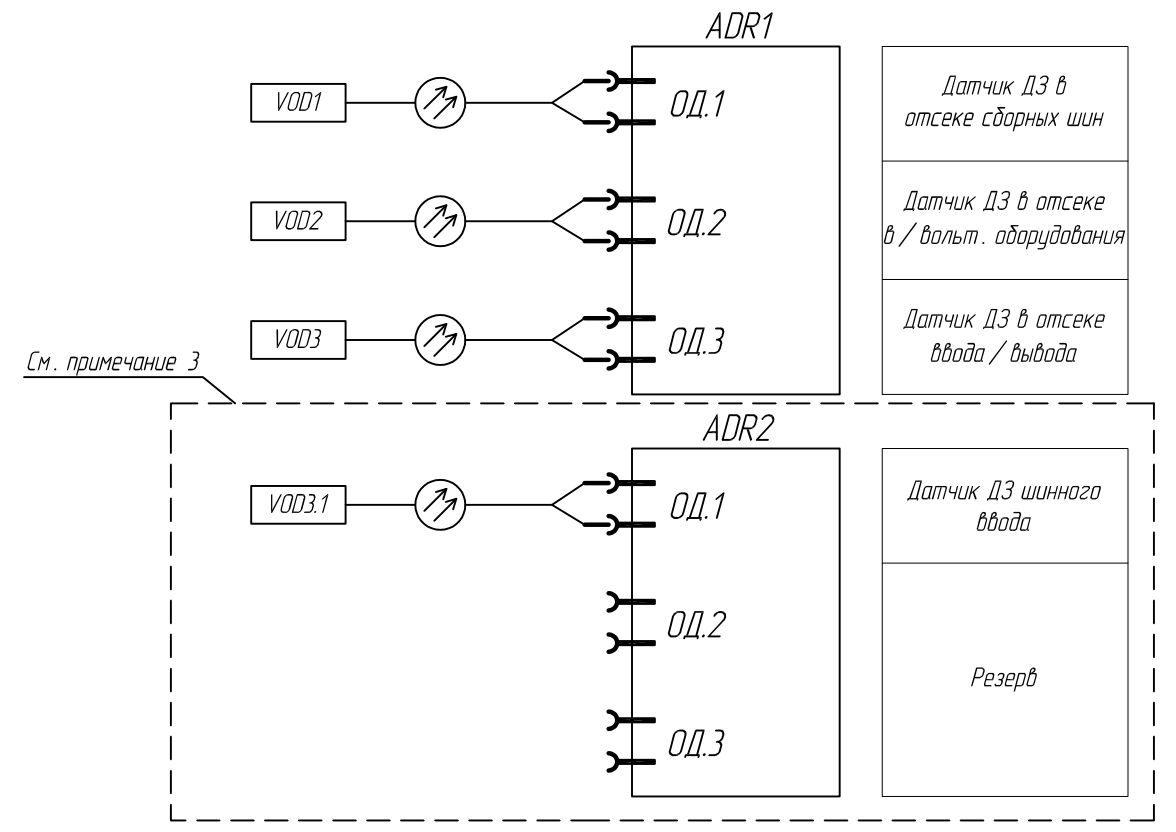 ADR1
VOD1
ОД.1
Датчик ДЗ в
отсеке сборных шин
VOD2
ОД.2
Датчик ДЗ в отсеке
в / вольт. оборудования
VOD3
ОД.3
Датчик ДЗ в отсеке
ввода / вывода
См. примечание 3
ADR2
VOD3.1
ОД.1
Датчик ДЗ шинного
ввода
ОД.2
Резерв
ОД.3